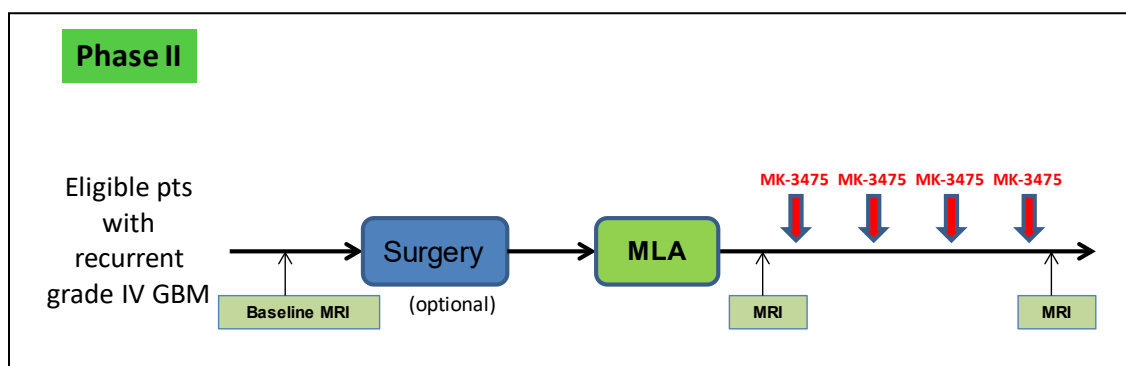 Phase II
Eligible pts
with
recurrent
grade IV GBM
Baseline MRI
Surgery
(optional)
MLA
MK-3475 MK-3475 MK-3475 MK-3475
MRI
MRI